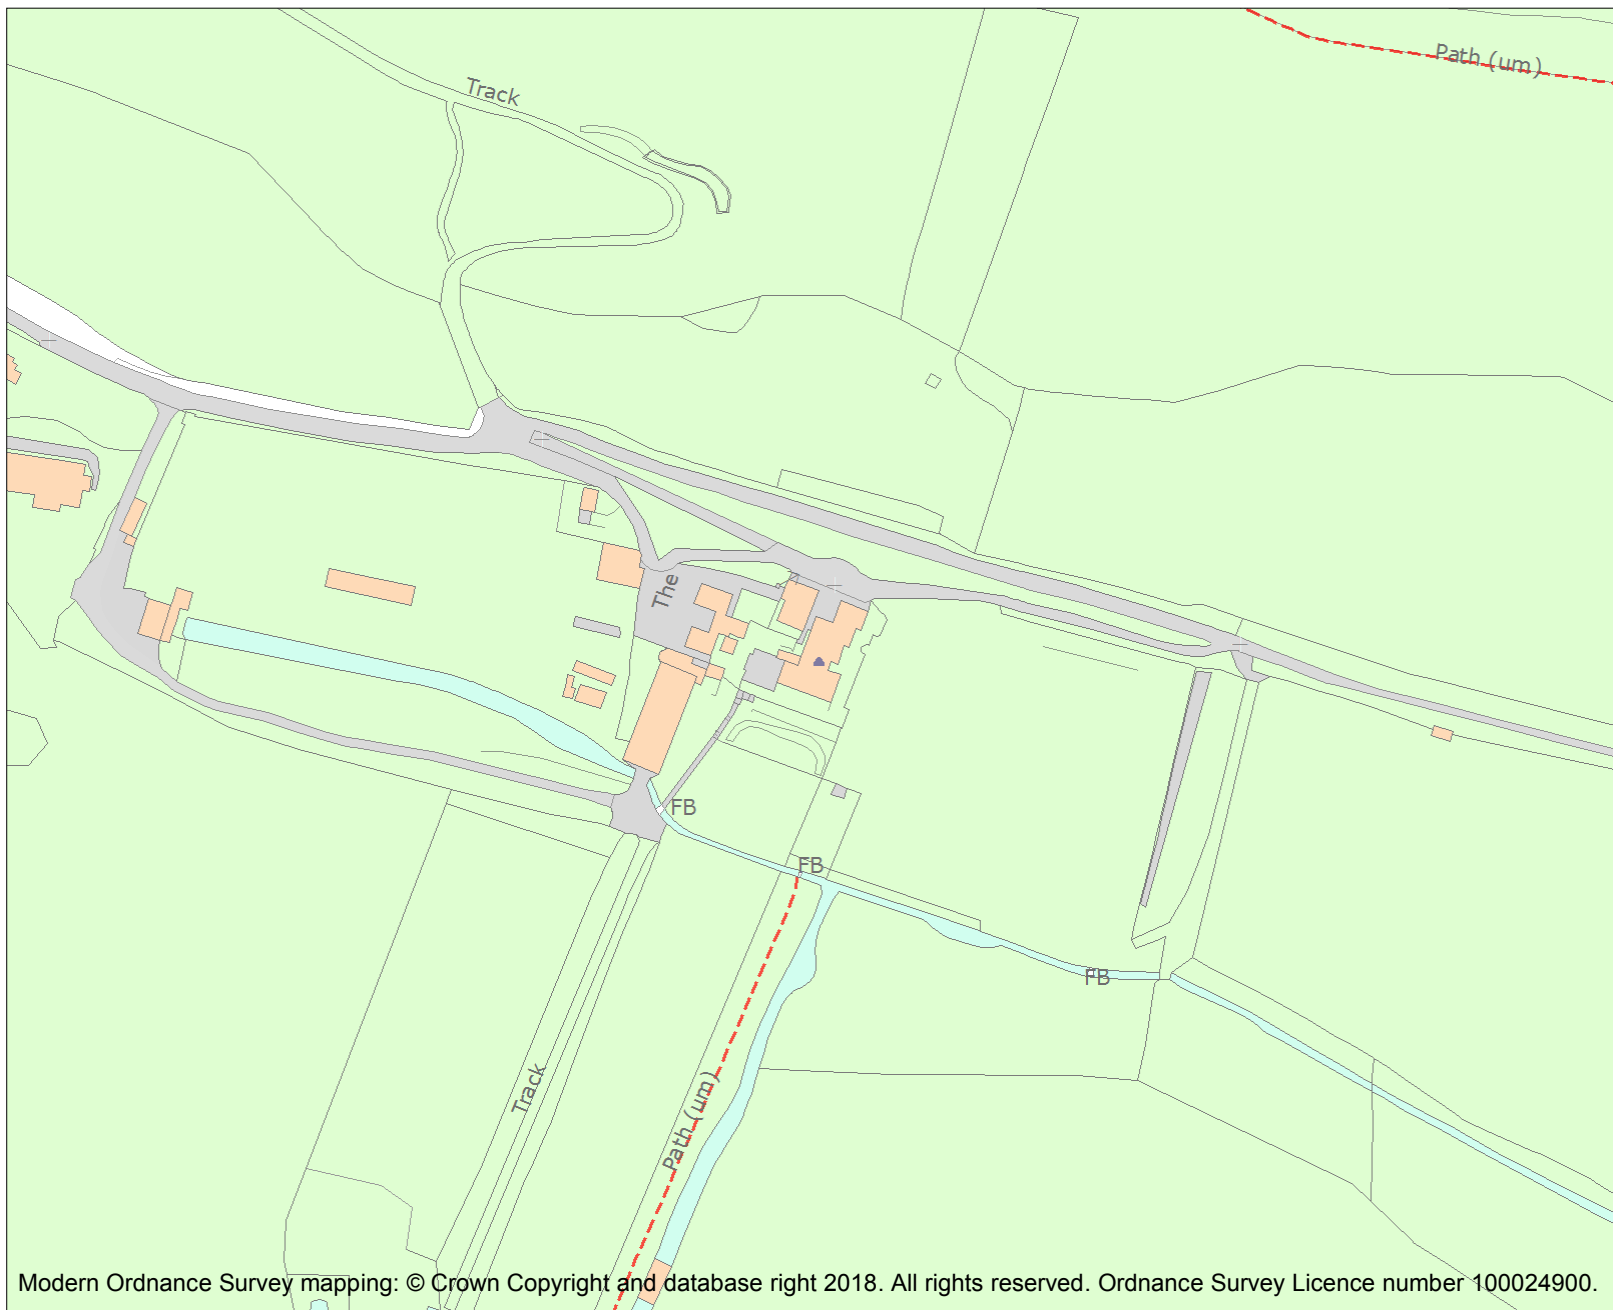 Path (um)
Track
The
FB
FB
FB
Track
Path (um)
Modern Ordnance Survey mapping: © Crown Copyright and database right 2018. All rights reserved. Ordnance Survey Licence number 100024900.